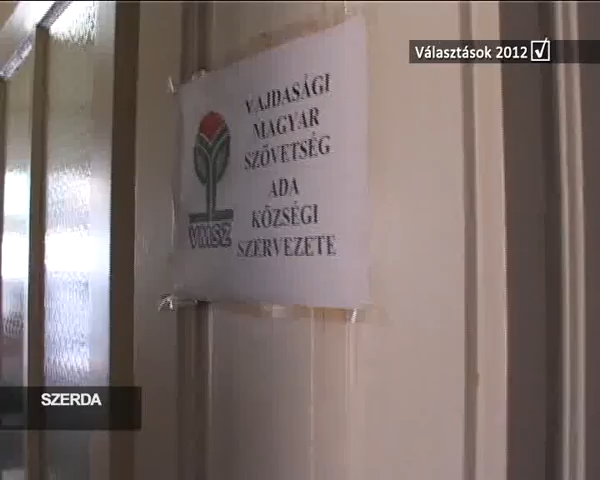 Választások 2012
VAJDASÁGI
MAGYAR
SZÖVETSÉG
ADA
KÖZSÉGI
SZERVEZETE
VMSZ
SZERDA